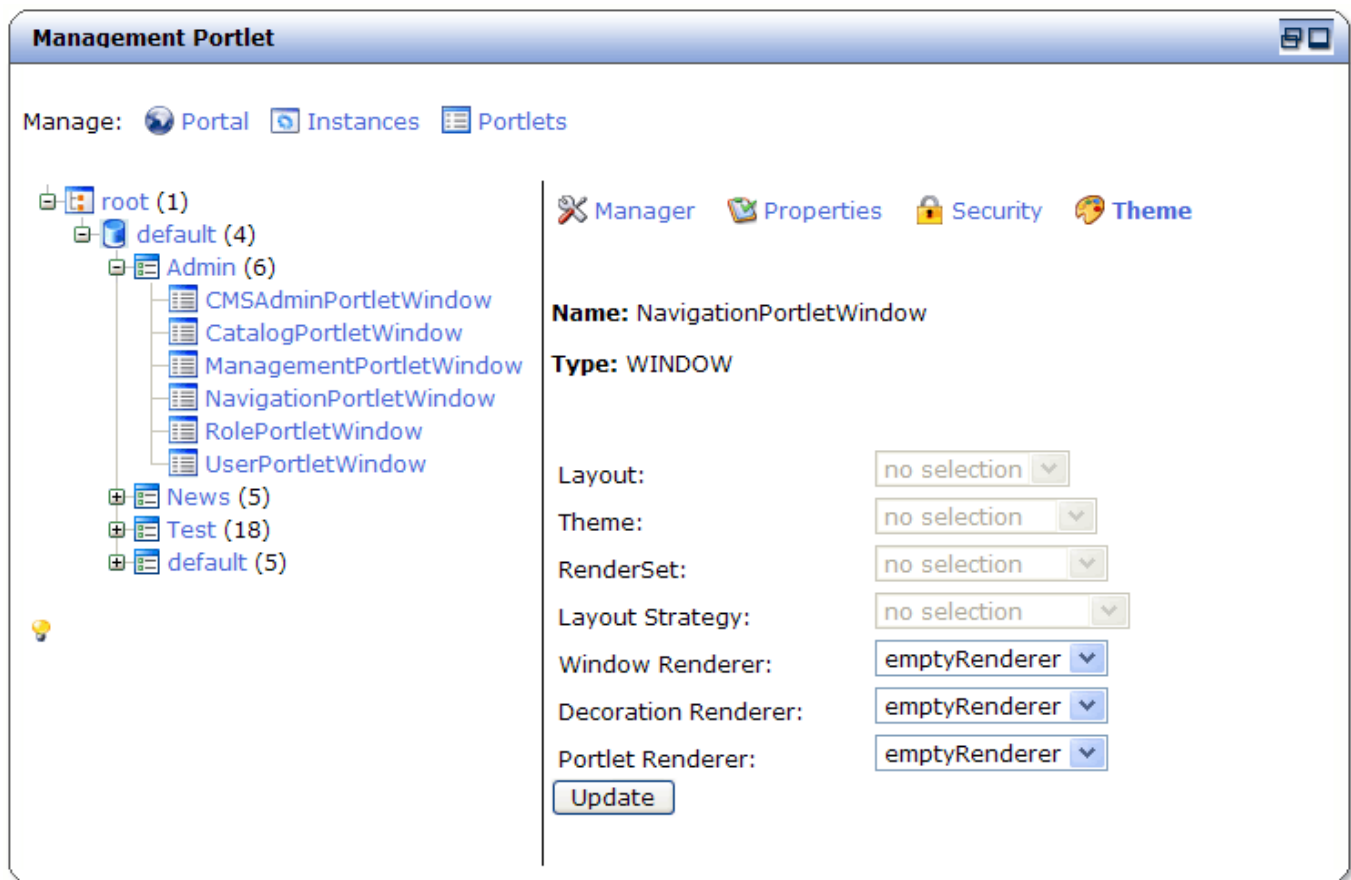 Management Portlet
Manage: Portal Instances Portlets
root (1)
default (4)
Admin (6)
CMSAdminPortletWindow
CatalogPortletWindow
ManagementPortletWindow
NavigationPortletWindow
RolePortletWindow
UserPortletWindow
News (5)
Test (18)
default (5)
Manager Properties Security Theme
Name: NavigationPortletWindow
Type: WINDOW
Layout: no selection
Theme: no selection
RenderSet: no selection
Layout Strategy: no selection
Window Renderer: emptyRenderer
Decoration Renderer: emptyRenderer
Portlet Renderer: emptyRenderer
Update